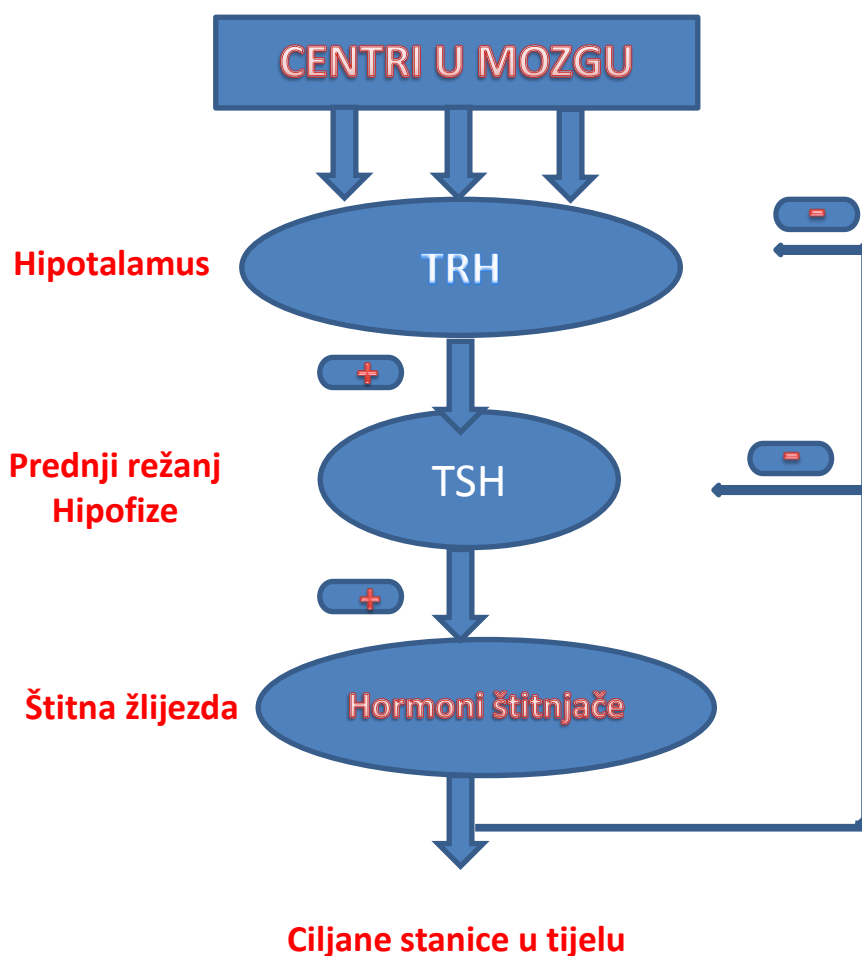 CENTRI U MOZGU
-
Hipotalamus
TRH
+
Prednji režanj
Hipofize
TSH
-
+
Štitna žlijezda
Hormoni štitnjače
Ciljane stanice u tijelu